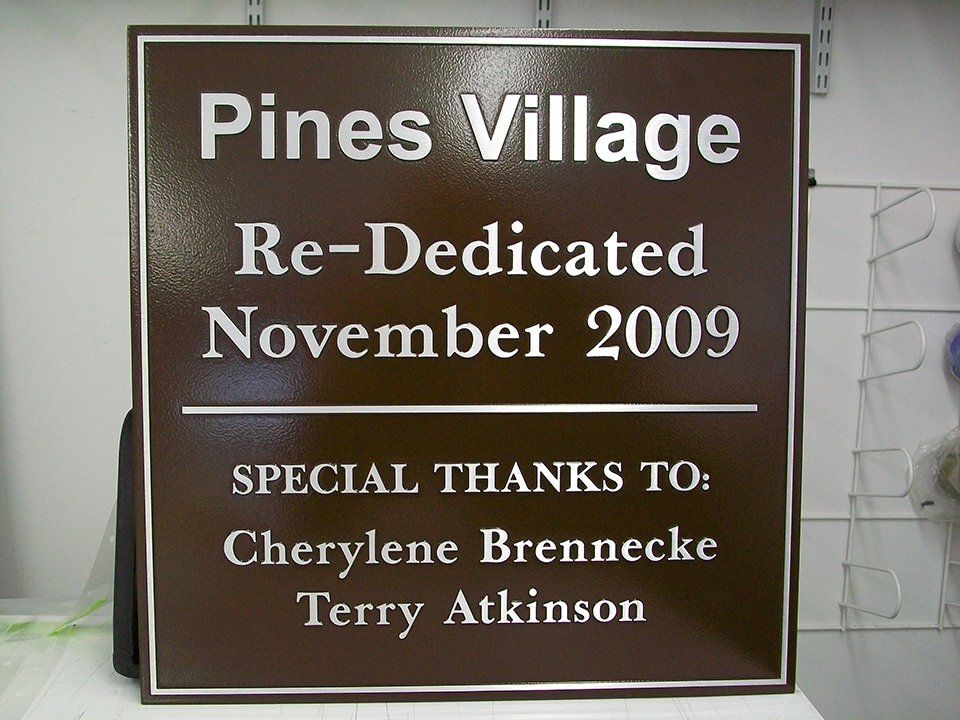 Pines Village
Re-Dedicated
November 2009
SPECIAL THANKS TO:
Cherylene Brennecke
Terry Atkinson